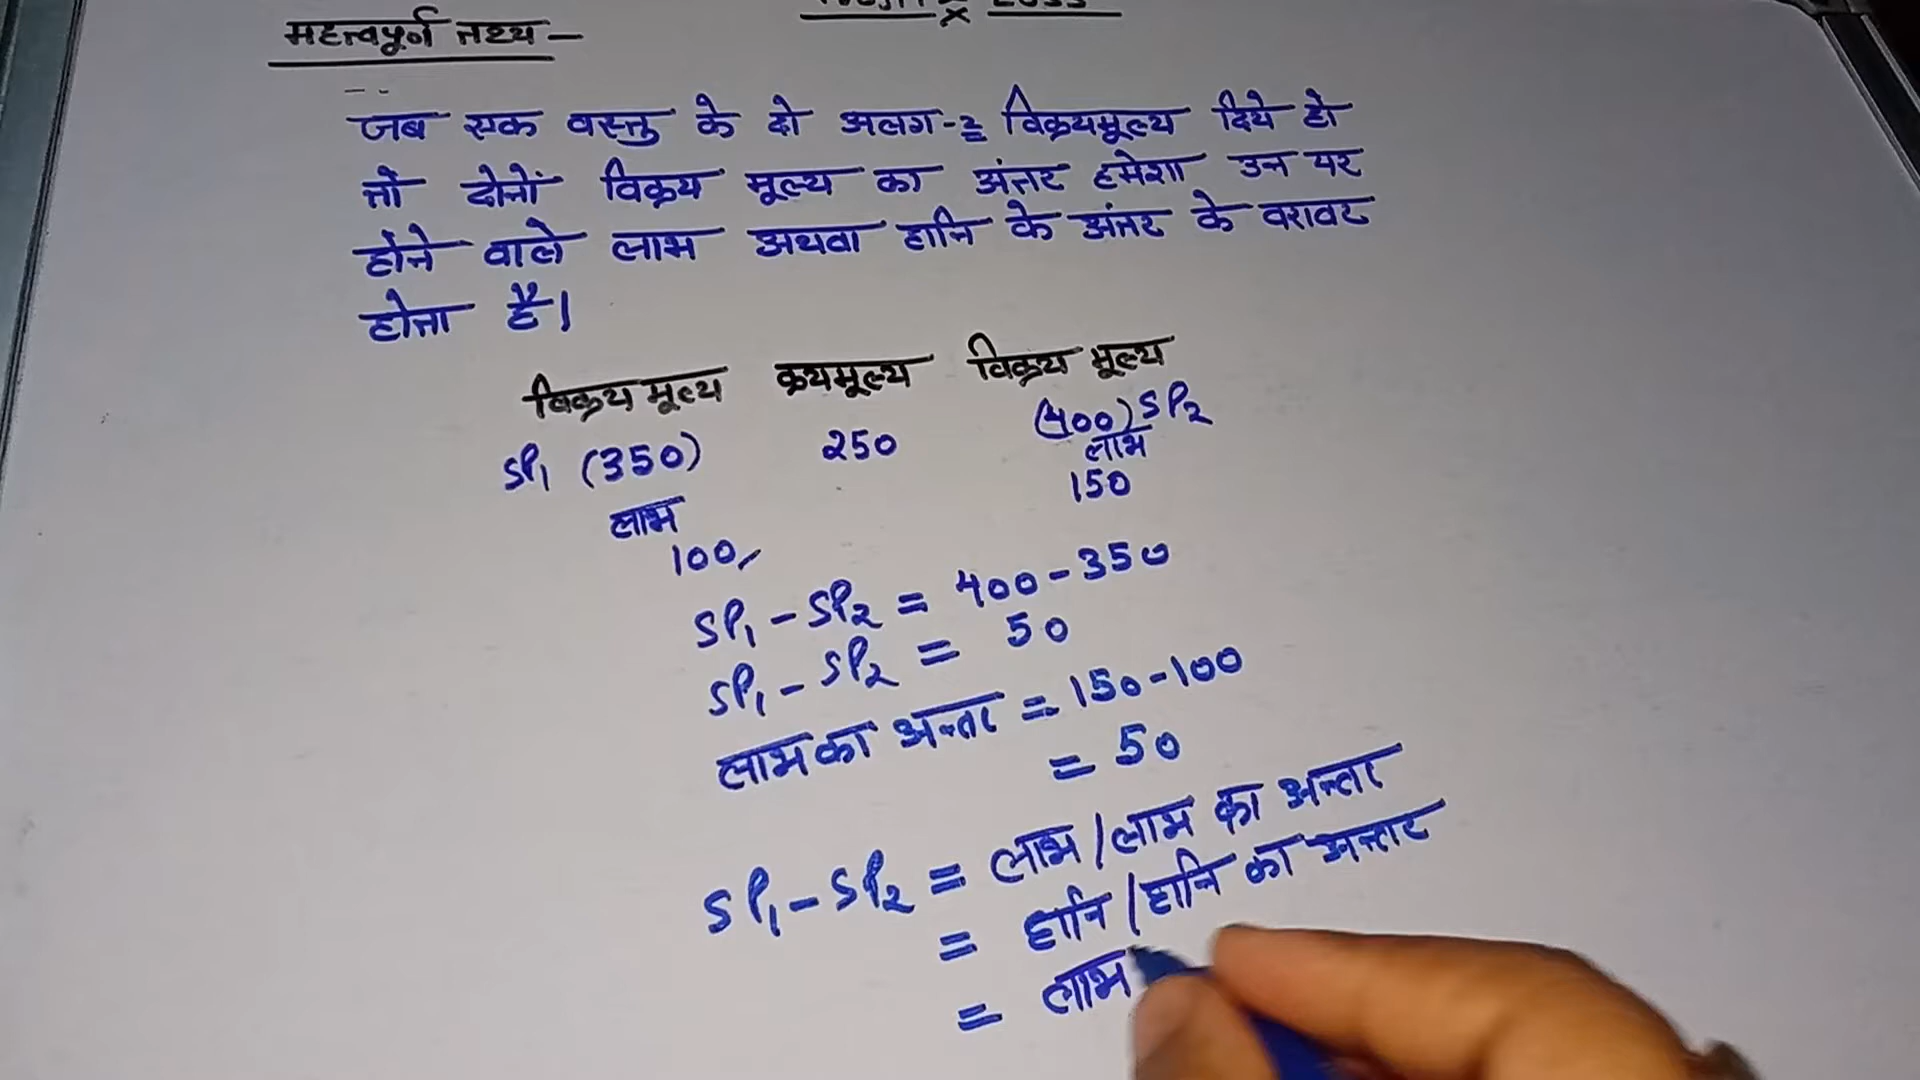 महत्वपूर्ण तथ्य –
जब एक वस्तु के दो अलग-2 विक्रयमूल्य दिये हो
तो दोनों विक्रय मूल्य का अंतर हमेशा उन पर
होने वाले लाभ अथवा हानि के अंतर के बराबर
होता है।
विक्रय मूल्य क्रयमूल्य विक्रय मूल्य
SP₁ (350) 250 (400) SP₂
लाभ 100 लाभ 150
SP₁ - SP₂ = 400 - 350
SP₁ - SP₂ = 50
लाभ का अन्तर = 150 - 100
= 50
SP₁ - SP₂ = लाभ / लाभ का अन्तर
= हानि / हानि का अन्तर
= लाभ